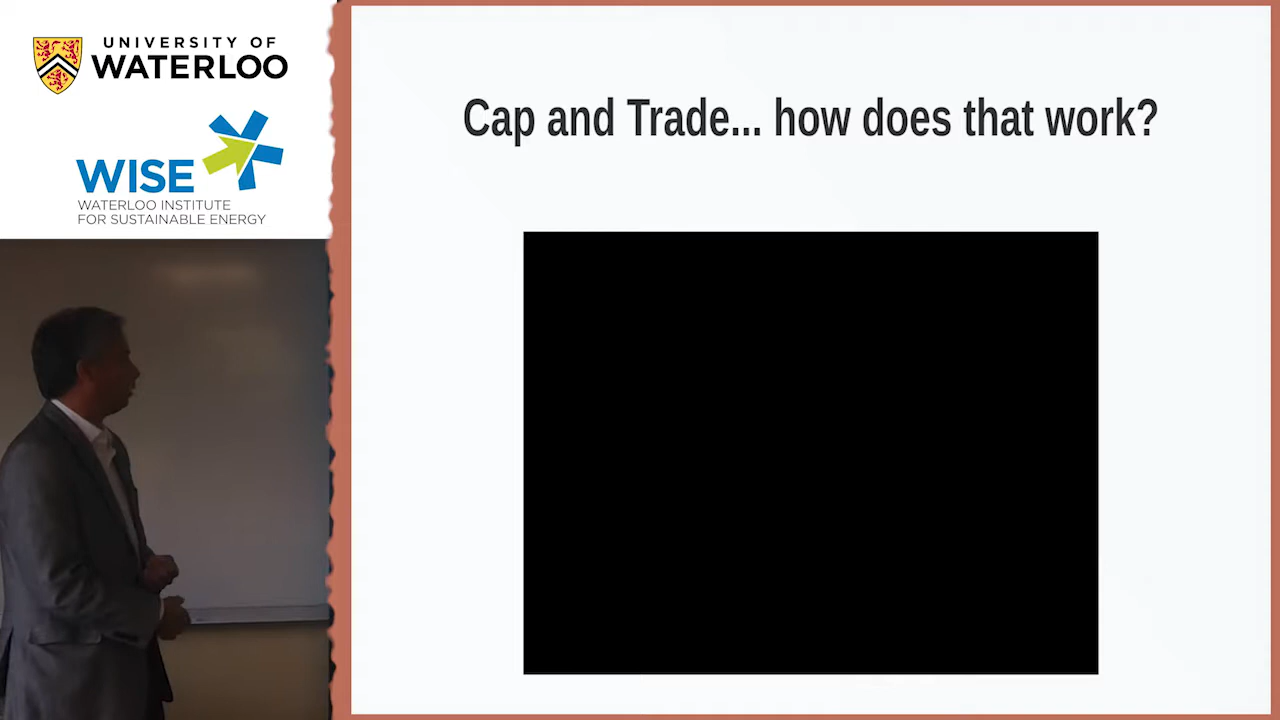 UNIVERSITY OF
WATERLOO
WISE
WATERLOO INSTITUTE
FOR SUSTAINABLE ENERGY
Cap and Trade... how does that work?